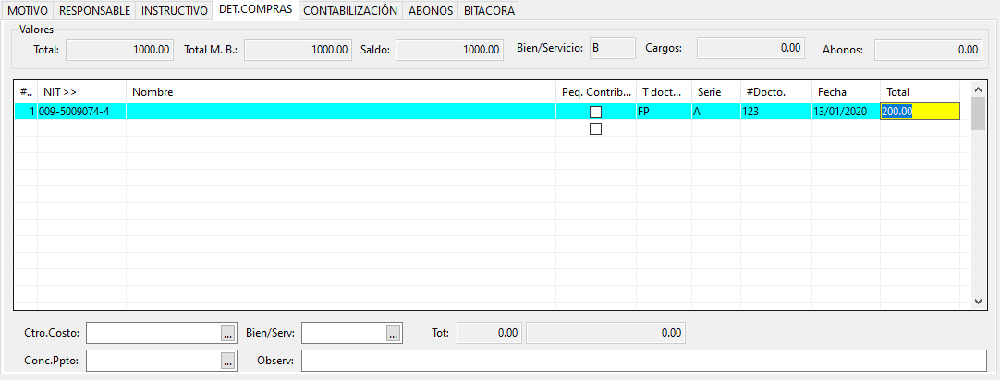 MOTIVO RESPONSABLE INSTRUCTIVO DET.COMPRAS CONTABILIZACIÓN ABONOS BITACORA
Valores
Total: 1000.00 Total M. B.: 1000.00 Saldo: 1000.00 Bien/Servicio: B Cargos: 0.00 Abonos: 0.00
#.. NIT >> Nombre Peq. Contrib... T doct... Serie #Docto. Fecha Total
1 009-5009074-4 FP A 123 13/01/2020 200.00
Ctro.Costo: ... Bien/Serv: ... Tot: 0.00 0.00
Conc.Ppto: ... Observ: